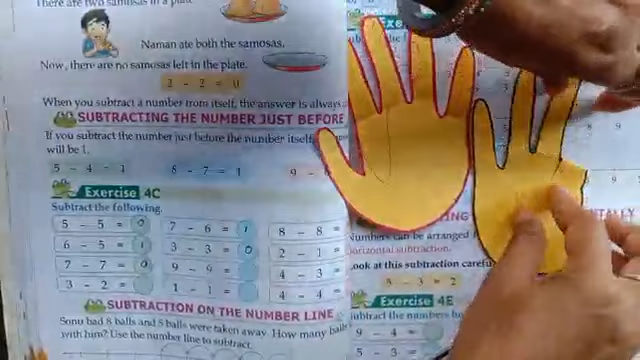 There are two samosas in a plate
Naman ate both the samosas.
Now, there are no samosas left in the plate.
2 - 2 = 0
When you subtract a number from itself, the answer is always
SUBTRACTING THE NUMBER JUST BEFORE
If you subtract the number just before the number itself,
will be 1.
5 - 4 - 1 8 - 7 = 1 9 -
Exercise 4C
Subtract the following.
5 - 5 = 0 7 - 6 = 1 8 - 8 =
6 - 5 = 1 3 - 3 = 0 2 - 1 =
7 - 7 = 0 9 - 9 = 4 - 3 =
3 - 2 = 1 - 1 = 4 - 4 =
SUBTRACTION ON THE NUMBER LINE
Sonu had 8 balls and 5 balls were taken away. How many balls
with him? Use the number line to subtract.
Numbers can be arranged
horizontal subtraction.
Look at this subtraction
5 - 3 = 2
Exercise 4E
Subtract the numbers
9 - 4 =
5 - 3 =